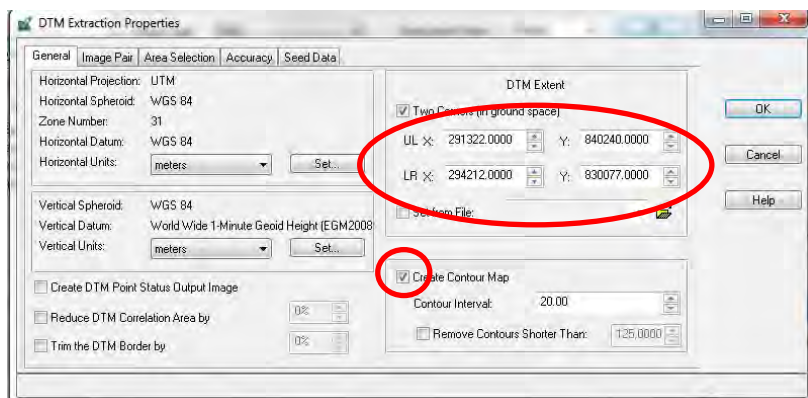 DTM Extraction Properties
General Image Pair Area Selection Accuracy Seed Data
Horizontal Projection: UTM
Horizontal Spheroid: WGS 84
Zone Number: 31
Horizontal Datum: WGS 84
Horizontal Units: meters Set...
Vertical Spheroid: WGS 84
Vertical Datum: World Wide 1-Minute Geoid Height (EGM2008
Vertical Units: meters Set...
Create DTM Point Status Output Image
Reduce DTM Correlation Area by 0%
Trim the DTM Border by 0%
DTM Extent
Two Corners (in ground space)
UL X: 291322.0000 Y: 840240.0000
LR X: 294212.0000 Y: 830077.0000
Set from File:
Create Contour Map
Contour Interval: 20.00
Remove Contours Shorter Than: 125.0000
OK
Cancel
Help